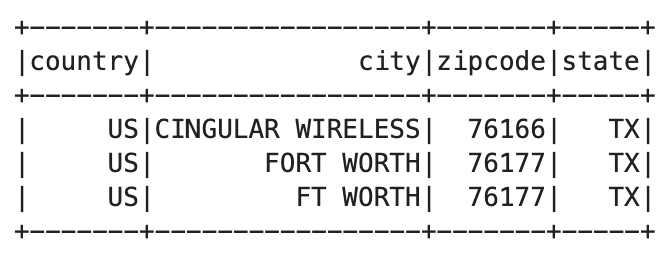 +-------+-----------------+-------+-----+
|country|             city|zipcode|state|
+-------+-----------------+-------+-----+
|     US|CINGULAR WIRELESS|  76166|   TX|
|     US|       FORT WORTH|  76177|   TX|
|     US|         FT WORTH|  76177|   TX|
+-------+-----------------+-------+-----+